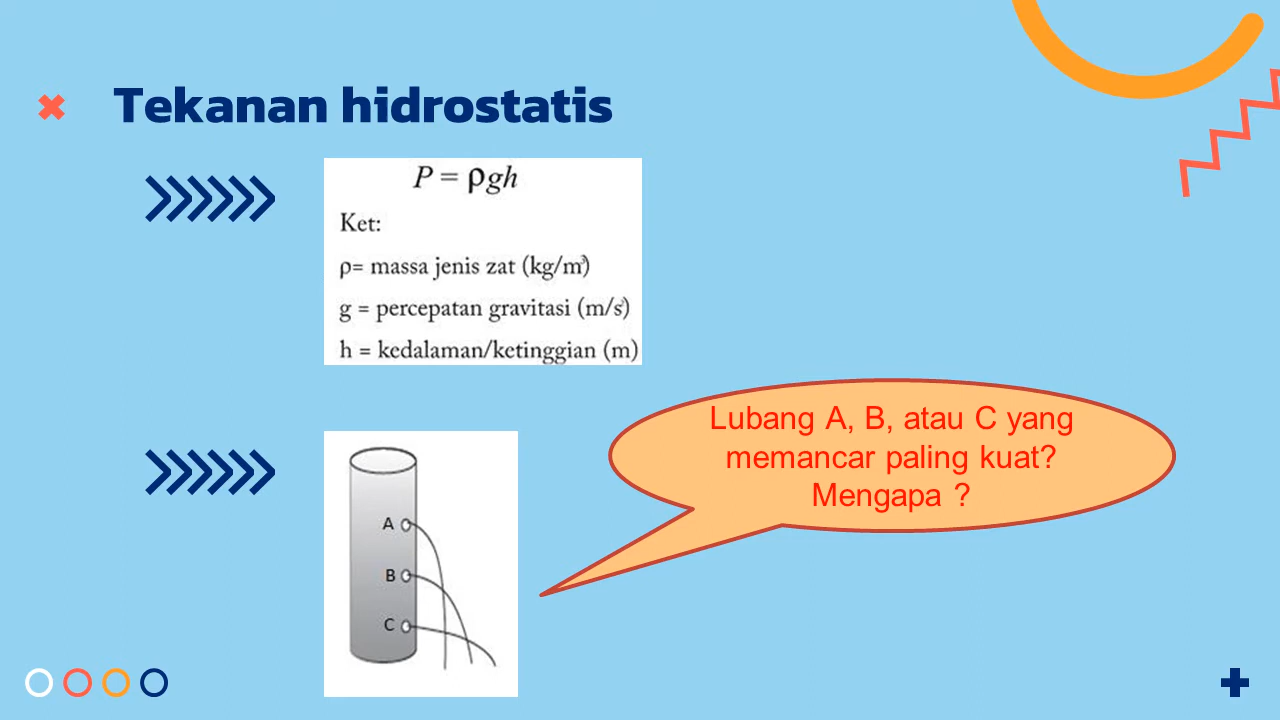 Tekanan hidrostatis
P = ρgh
Ket:
ρ= massa jenis zat (kg/m³)
g = percepatan gravitasi (m/s²)
h = kedalaman/ketinggian (m)
Lubang A, B, atau C yang
memancar paling kuat?
Mengapa ?
A
B
C